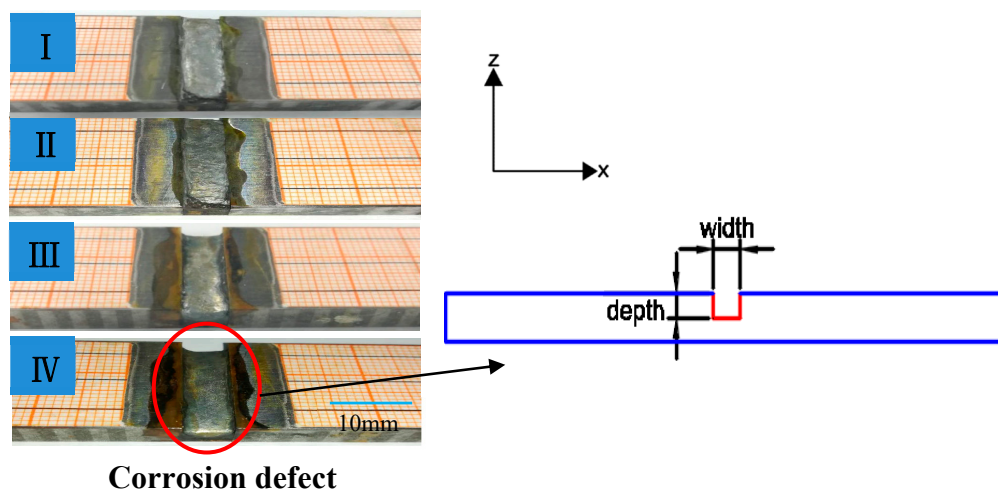 Ⅰ
Ⅱ
Ⅲ
Ⅳ
10mm
Corrosion defect
z
x
width
depth